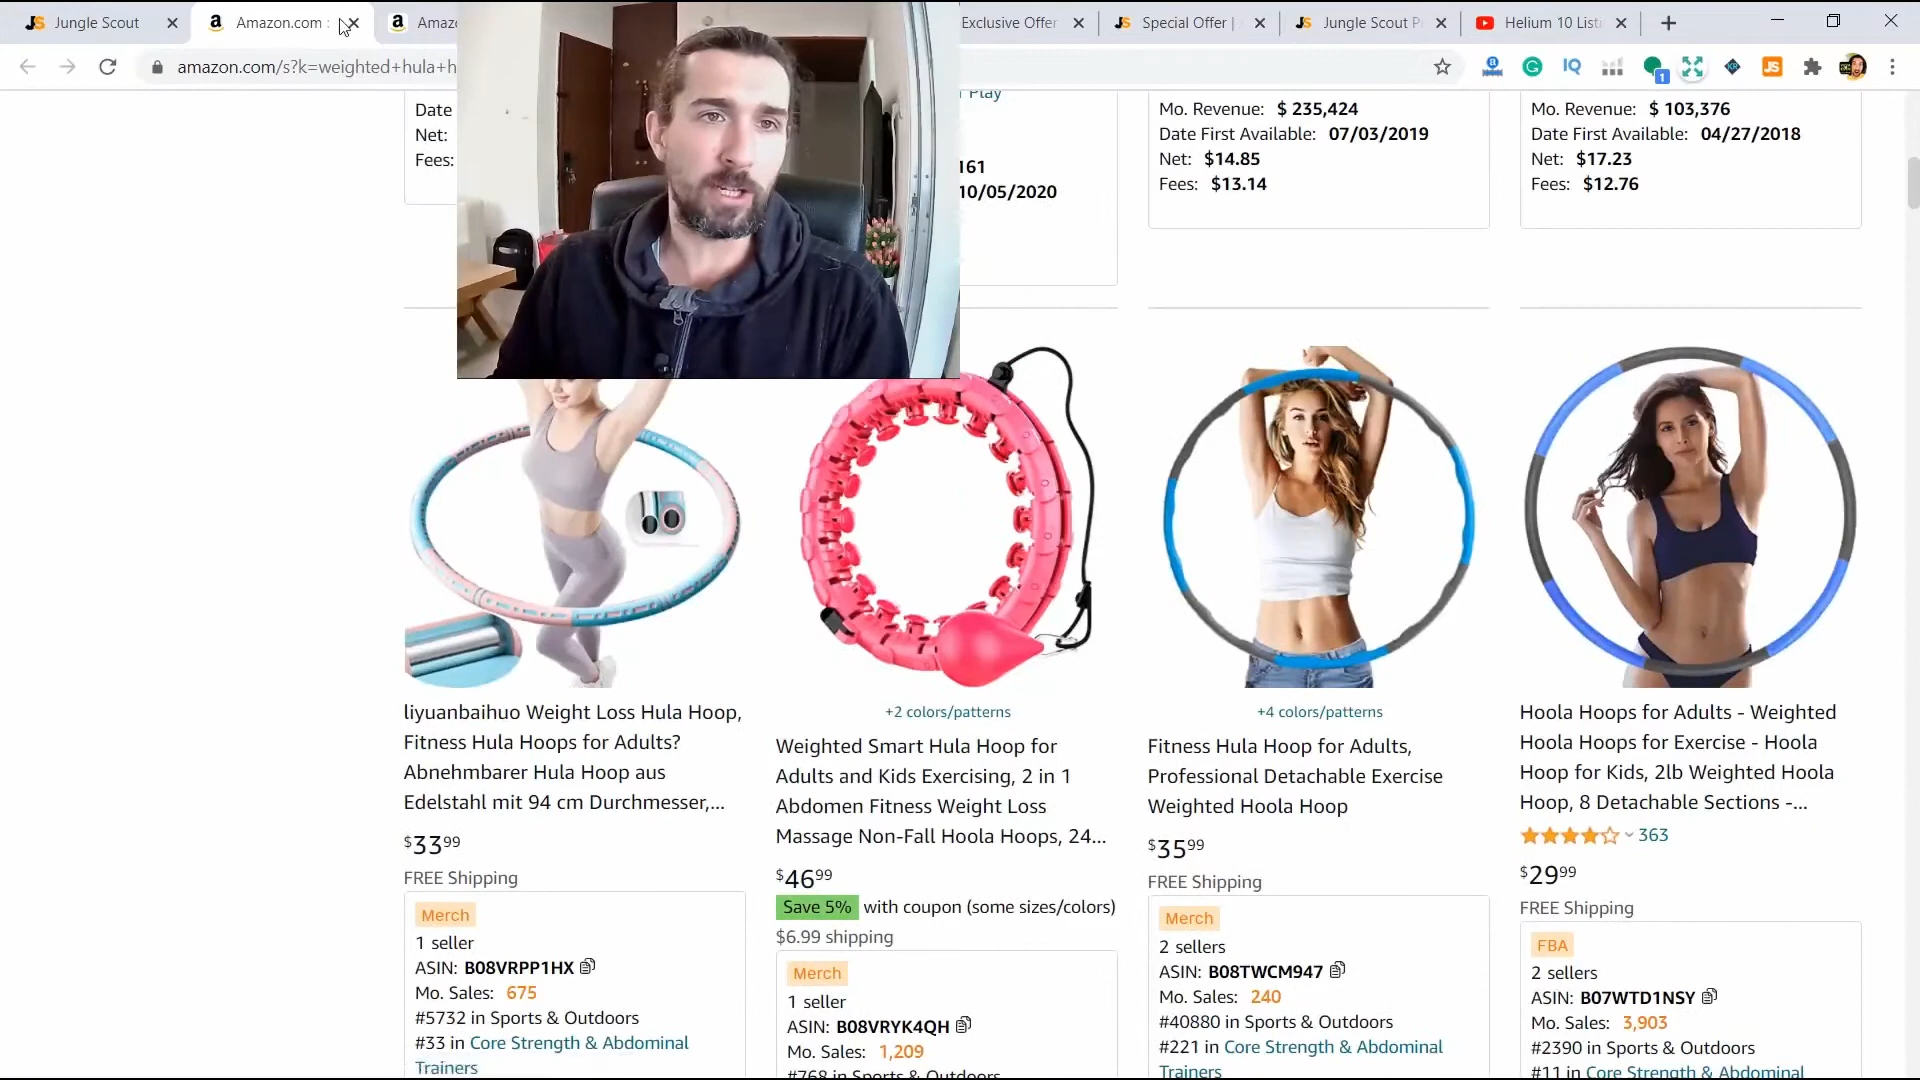 Jungle Scout
Amazon.com :
Amaz
Exclusive Offer
Special Offer |
Jungle Scout P
Helium 10 List
amazon.com/s?k=weighted+hula+h
1
Date
Net:
Fees:
Play
161
10/05/2020
Mo. Revenue: $ 235,424
Date First Available: 07/03/2019
Net: $14.85
Fees: $13.14
Mo. Revenue: $ 103,376
Date First Available: 04/27/2018
Net: $17.23
Fees: $12.76
liyuanbaihuo Weight Loss Hula Hoop,
Fitness Hula Hoops for Adults?
Abnehmbarer Hula Hoop aus
Edelstahl mit 94 cm Durchmesser,...
$33.99
FREE Shipping
Merch
1 seller
ASIN: B08VRPP1HX
Mo. Sales: 675
#5732 in Sports & Outdoors
#33 in Core Strength & Abdominal
Trainers
+2 colors/patterns
Weighted Smart Hula Hoop for
Adults and Kids Exercising, 2 in 1
Abdomen Fitness Weight Loss
Massage Non-Fall Hoola Hoops, 24...
$46.99
Save 5% with coupon (some sizes/colors)
$6.99 shipping
Merch
1 seller
ASIN: B08VRYK4QH
Mo. Sales: 1,209
#768 in Sports & Outdoors
+4 colors/patterns
Fitness Hula Hoop for Adults,
Professional Detachable Exercise
Weighted Hoola Hoop
$35.99
FREE Shipping
Merch
2 sellers
ASIN: B08TWCM947
Mo. Sales: 240
#40880 in Sports & Outdoors
#221 in Core Strength & Abdominal
Trainers
Hoola Hoops for Adults - Weighted
Hoola Hoops for Exercise - Hoola
Hoop for Kids, 2lb Weighted Hoola
Hoop, 8 Detachable Sections -...
363
$29.99
FREE Shipping
FBA
2 sellers
ASIN: B07WTD1NSY
Mo. Sales: 3,903
#2390 in Sports & Outdoors
#11 in Core Strength & Abdominal